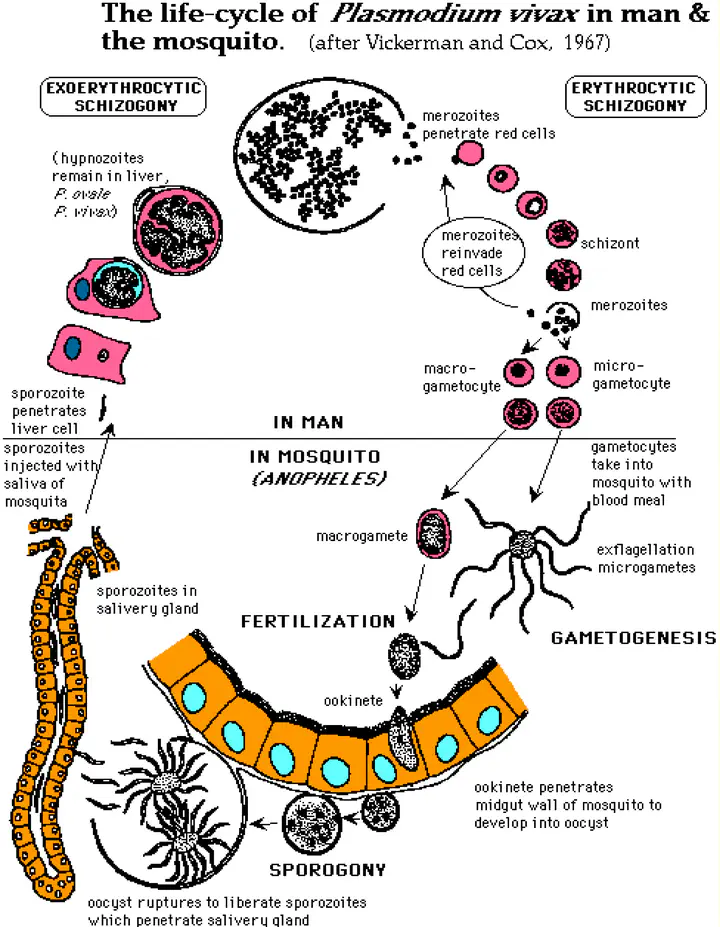 The life-cycle of Plasmodium vivax in man &
the mosquito. (after Vickerman and Cox, 1967)
EXOERYTHROCYTIC
SCHIZOGONY
ERYTHROCYTIC
SCHIZOGONY
merozoites
penetrate red cells
(hypnozoites
remain in liver,
P. ovale
P. vivax)
merozoites
reinvade
red cells
schizont
merozoites
macro-
gametocyte
micro-
gametocyte
sporozoite
penetrates
liver cell
IN MAN
sporozoites
injected with
saliva of
mosquita
IN MOSQUITO
(ANOPHELES)
gametocytes
take into
mosquito with
blood meal
macrogamete
exflagellation
microgametes
sporozoites in
salivery gland
FERTILIZATION
GAMETOGENESIS
ookinete
ookinete penetrates
midgut wall of mosquito to
develop into oocyst
SPOROGONY
oocyst ruptures to liberate sporozoites
which penetrate salivery gland